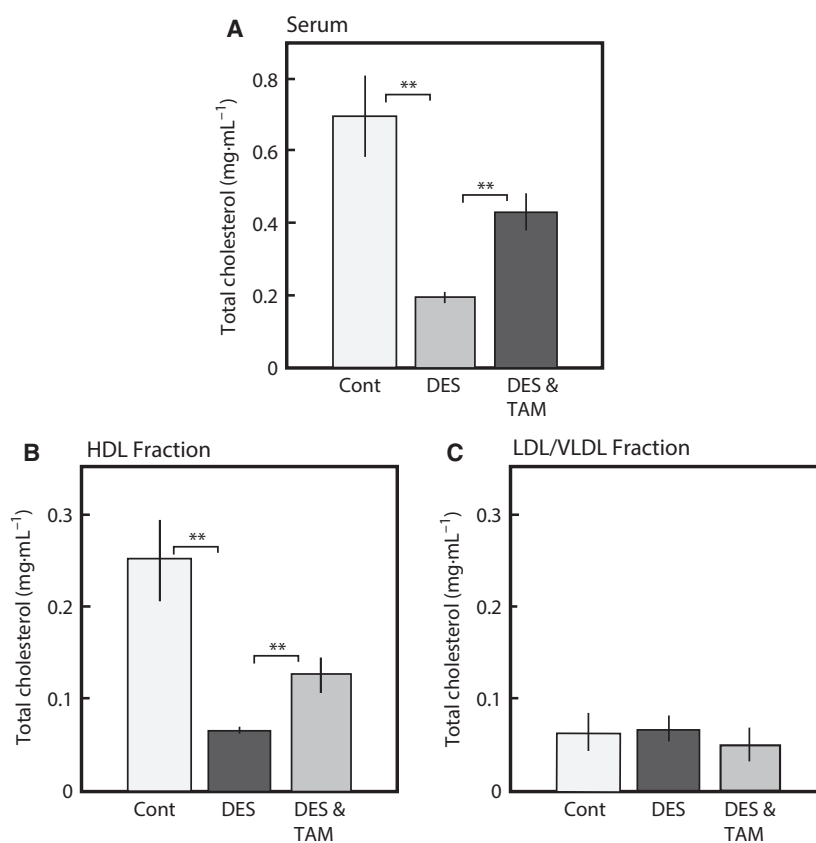 A Serum
Total cholesterol (mg·mL⁻¹)
0.8
0.6
0.4
0.2
0
**
**
Cont DES DES &
TAM
B HDL Fraction
Total cholesterol (mg·mL⁻¹)
0.3
0.2
0.1
0
**
**
Cont DES DES &
TAM
C LDL/VLDL Fraction
Total cholesterol (mg·mL⁻¹)
0.3
0.2
0.1
0
Cont DES DES &
TAM